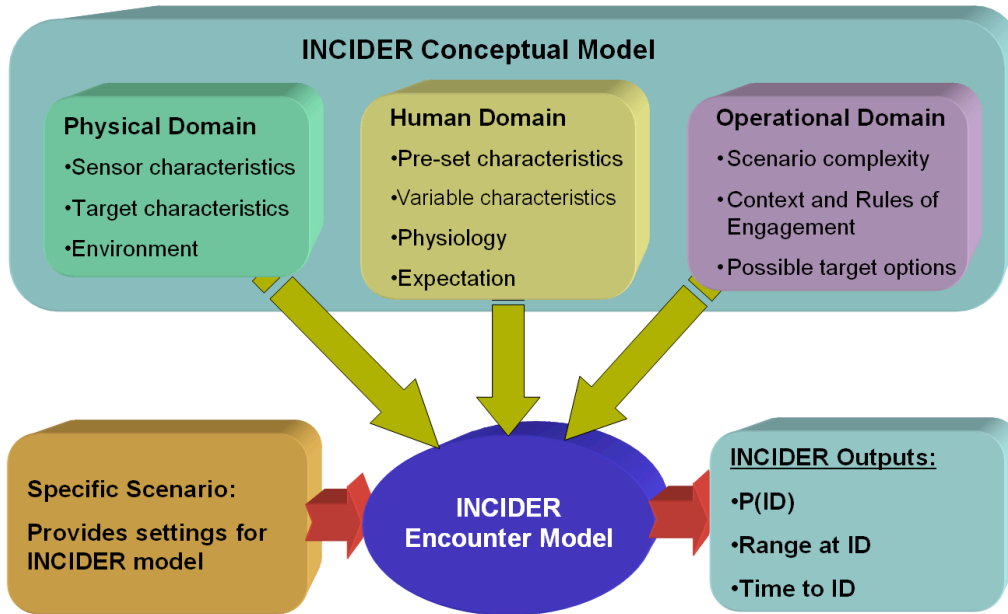 INCIDER Conceptual Model
Physical Domain
•Sensor characteristics
•Target characteristics
•Environment
Human Domain
•Pre-set characteristics
•Variable characteristics
•Physiology
•Expectation
Operational Domain
•Scenario complexity
•Context and Rules of
Engagement
•Possible target options
Specific Scenario:
Provides settings for
INCIDER model
INCIDER
Encounter Model
INCIDER Outputs:
•P(ID)
•Range at ID
•Time to ID